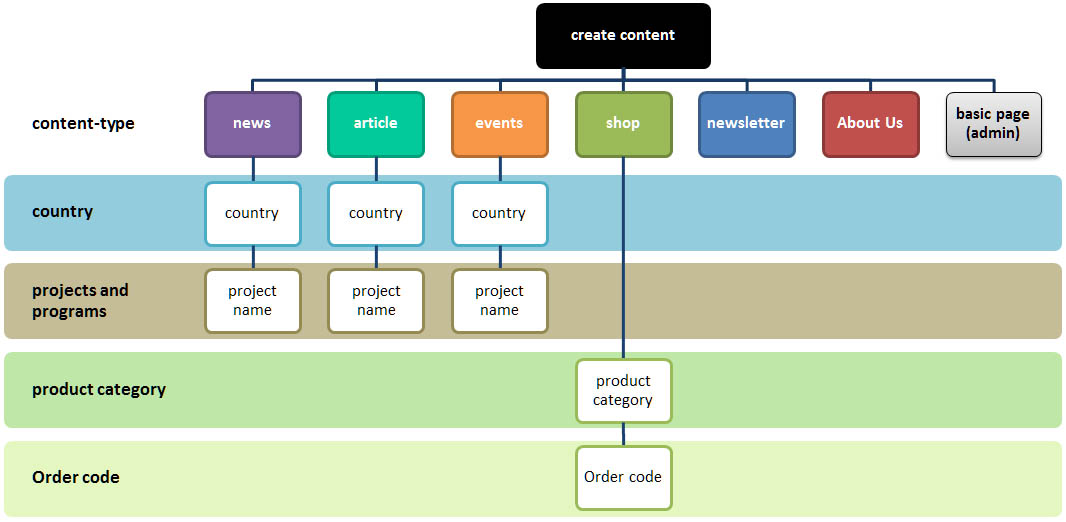 create content
content-type
news
article
events
shop
newsletter
About Us
basic page
(admin)
country
country
country
country
projects and
programs
project
name
project
name
project
name
product category
product
category
Order code
Order code